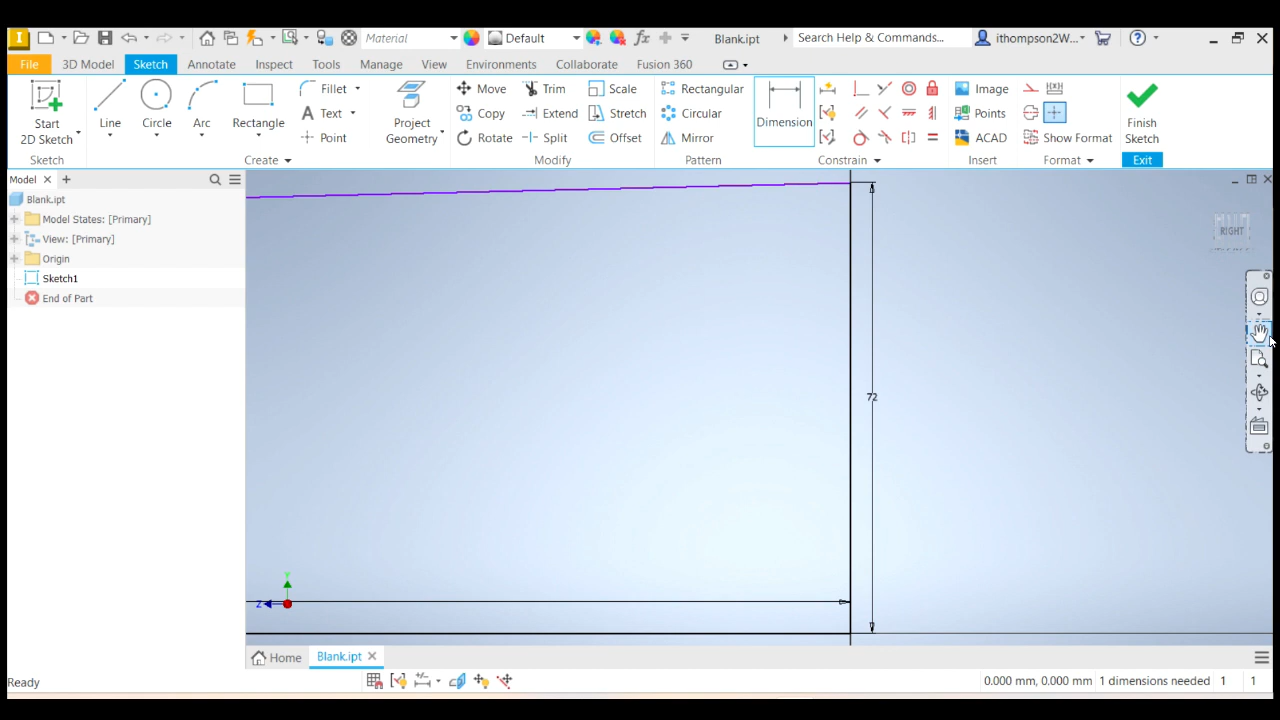 I Material Default Blank.ipt Search Help & Commands... ithompson2W...
File 3D Model Sketch Annotate Inspect Tools Manage View Environments Collaborate Fusion 360
Start
2D Sketch
Line
Circle
Arc
Rectangle
Fillet
A Text
Point
Project
Geometry
Move Trim Scale
Copy Extend Stretch
Rotate Split Offset
Rectangular
Circular
Mirror
Dimension
Image
Points
ACAD
Show Format
Finish
Sketch
Sketch Create Modify Pattern Constrain Insert Format Exit
Model
Blank.ipt
Model States: [Primary]
View: [Primary]
Origin
Sketch1
End of Part
RIGHT
72
Y
Z
Home Blank.ipt
Ready 0.000 mm, 0.000 mm 1 dimensions needed 1 1